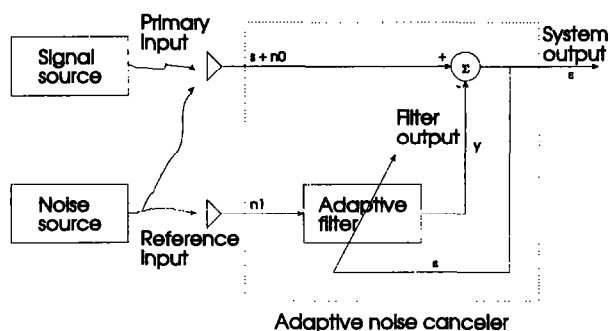 Primary
Input
System
output
Signal
source
s + n0
+
Σ
-
ε
Filter
output
y
Noise
source
n1
Adaptive
filter
Reference
Input
ε
Adaptive noise canceler